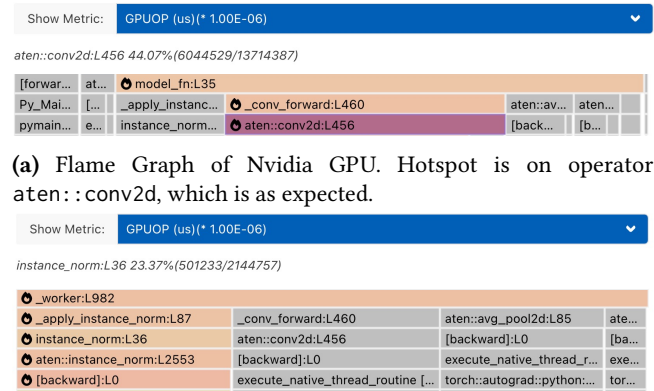 Show Metric: GPUOP (us)(* 1.00E-06)
aten::conv2d:L456 44.07%(6044529/13714387)
[forwar... at... model_fn:L35
Py_Mai... [... _apply_instanc... _conv_forward:L460 aten::av... aten...
pymain... e... instance_norm... aten::conv2d:L456 [back... [b...
(a) Flame Graph of Nvidia GPU. Hotspot is on operator
aten::conv2d, which is as expected.
Show Metric: GPUOP (us)(* 1.00E-06)
instance_norm:L36 23.37%(501233/2144757)
_worker:L982
_apply_instance_norm:L87 _conv_forward:L460 aten::avg_pool2d:L85 ate...
instance_norm:L36 aten::conv2d:L456 [backward]:L0 [ba...
aten::instance_norm:L2553 [backward]:L0 execute_native_thread_r... exe...
[backward]:L0 execute_native_thread_routine [... torch::autograd::python:... tor...